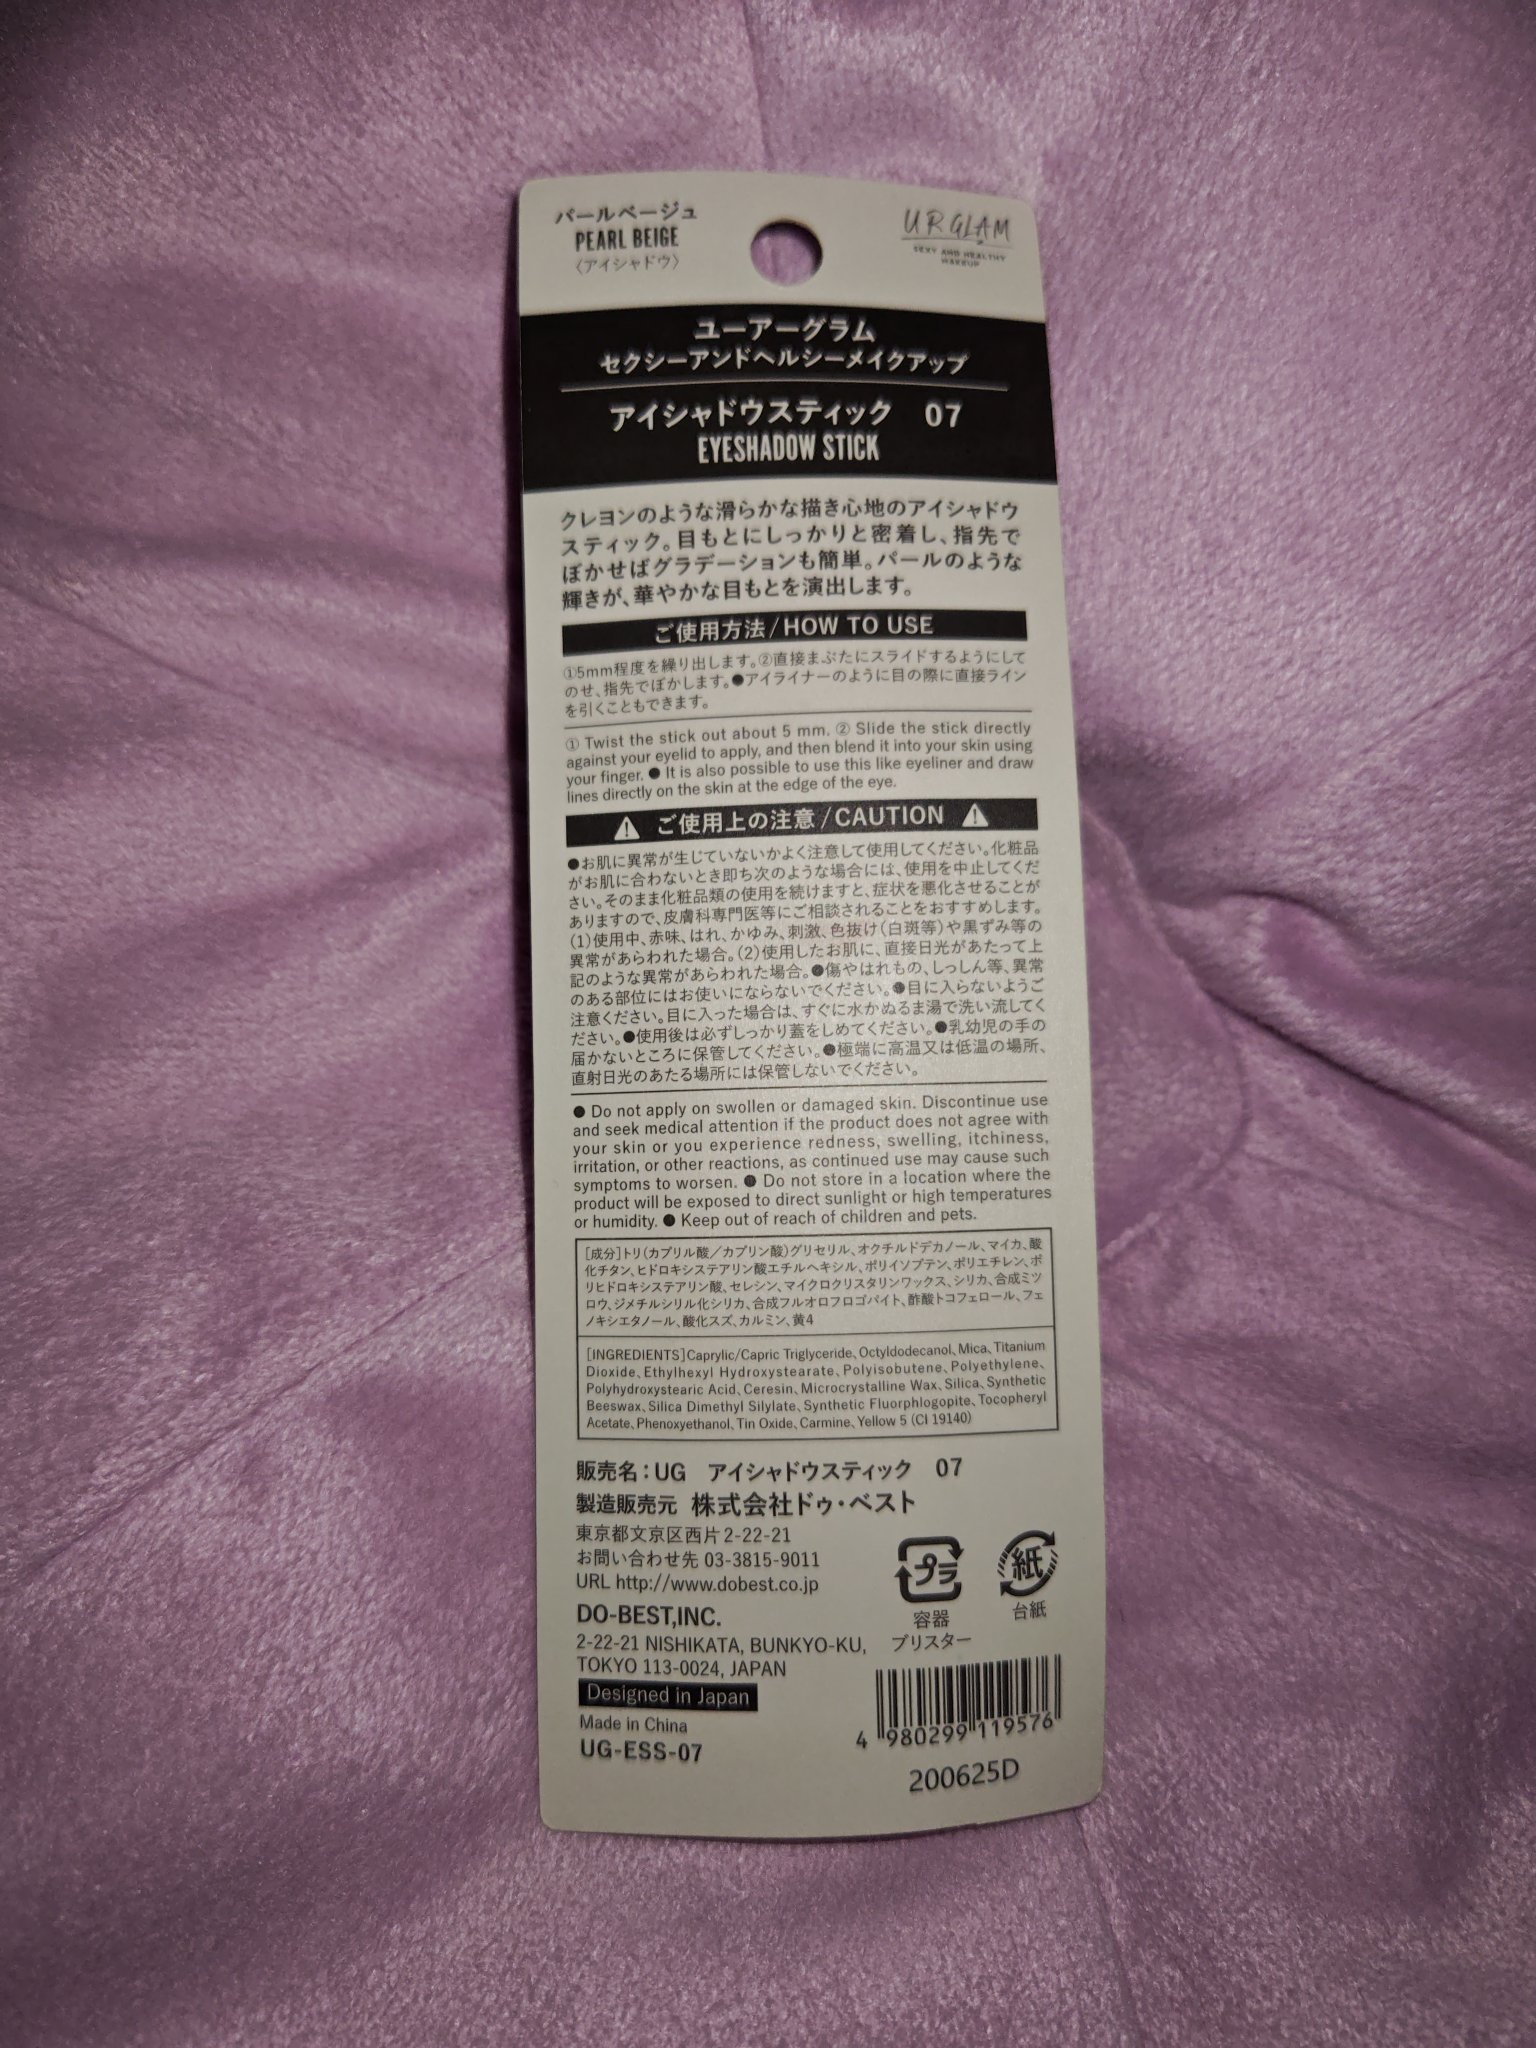 パールベージュ
PEARL BEIGE
〈アイシャドウ〉
UR GLAM
SEXY AND HEALTHY
MAKEUP
ユーアーグラム
セクシーアンドヘルシーメイクアップ
アイシャドウスティック 07
EYESHADOW STICK
クレヨンのような滑らかな描き心地のアイシャドウ
スティック。目もとにしっかりと密着し、指先で
ぼかせばグラデーションも簡単。パールのような
輝きが、華やかな目もとを演出します。
ご使用方法/HOW TO USE
①5mm程度を繰り出します。②直接まぶたにスライドするようにして
のせ、指先でぼかします。●アイライナーのように目の際に直接ライン
を引くこともできます。
① Twist the stick out about 5 mm. ② Slide the stick directly
against your eyelid to apply, and then blend it into your skin using
your finger. ● It is also possible to use this like eyeliner and draw
lines directly on the skin at the edge of the eye.
⚠ ご使用上の注意/CAUTION ⚠
●お肌に異常が生じていないかよく注意して使用してください。化粧品
がお肌に合わないとき即ち次のような場合には、使用を中止してくだ
さい。そのまま化粧品類の使用を続けますと、症状を悪化させることが
ありますので、皮膚科専門医等にご相談されることをおすすめします。
(1)使用中、赤味、はれ、かゆみ、刺激、色抜け(白斑等)や黒ずみ等の
異常があらわれた場合。(2)使用したお肌に、直接日光があたって上
記のような異常があらわれた場合。●傷やはれもの、しっしん等、異常
のある部位にはお使いにならないでください。●目に入らないようご
注意ください。目に入った場合は、すぐに水かぬるま湯で洗い流してく
ださい。●使用後は必ずしっかり蓋をしめてください。●乳幼児の手の
届かないところに保管してください。●極端に高温又は低温の場所、
直射日光のあたる場所には保管しないでください。
● Do not apply on swollen or damaged skin. Discontinue use
and seek medical attention if the product does not agree with
your skin or you experience redness, swelling, itchiness,
irritation, or other reactions, as continued use may cause such
symptoms to worsen. ● Do not store in a location where the
product will be exposed to direct sunlight or high temperatures
or humidity. ● Keep out of reach of children and pets.
[成分]トリ(カプリル酸／カプリン酸)グリセリル、オクチルドデカノール、マイカ、酸
化チタン、ヒドロキシステアリン酸エチルヘキシル、ポリイソブテン、ポリエチレン、ポ
リヒドロキシステアリン酸、セレシン、マイクロクリスタリンワックス、シリカ、合成ミツ
ロウ、ジメチルシリル化シリカ、合成フルオロフロゴパイト、酢酸トコフェロール、フェ
ノキシエタノール、酸化スズ、カルミン、黄4
[INGREDIENTS]Caprylic/Capric Triglyceride、Octyldodecanol、Mica、Titanium
Dioxide、Ethylhexyl Hydroxystearate、Polyisobutene、Polyethylene、
Polyhydroxystearic Acid、Ceresin、Microcrystalline Wax、Silica、Synthetic
Beeswax、Silica Dimethyl Silylate、Synthetic Fluorphlogopite、Tocopheryl
Acetate、Phenoxyethanol、Tin Oxide、Carmine、Yellow 5 (CI 19140)
販売名：UG アイシャドウスティック 07
製造販売元 株式会社ドゥ・ベスト
東京都文京区西片2-22-21
お問い合わせ先 03-3815-9011
URL http://www.dobest.co.jp
DO-BEST,INC.
2-22-21 NISHIKATA, BUNKYO-KU,
TOKYO 113-0024, JAPAN
Designed in Japan
Made in China
UG-ESS-07
プラ
容器
ブリスター
紙
台紙
4 980299 119576
200625D